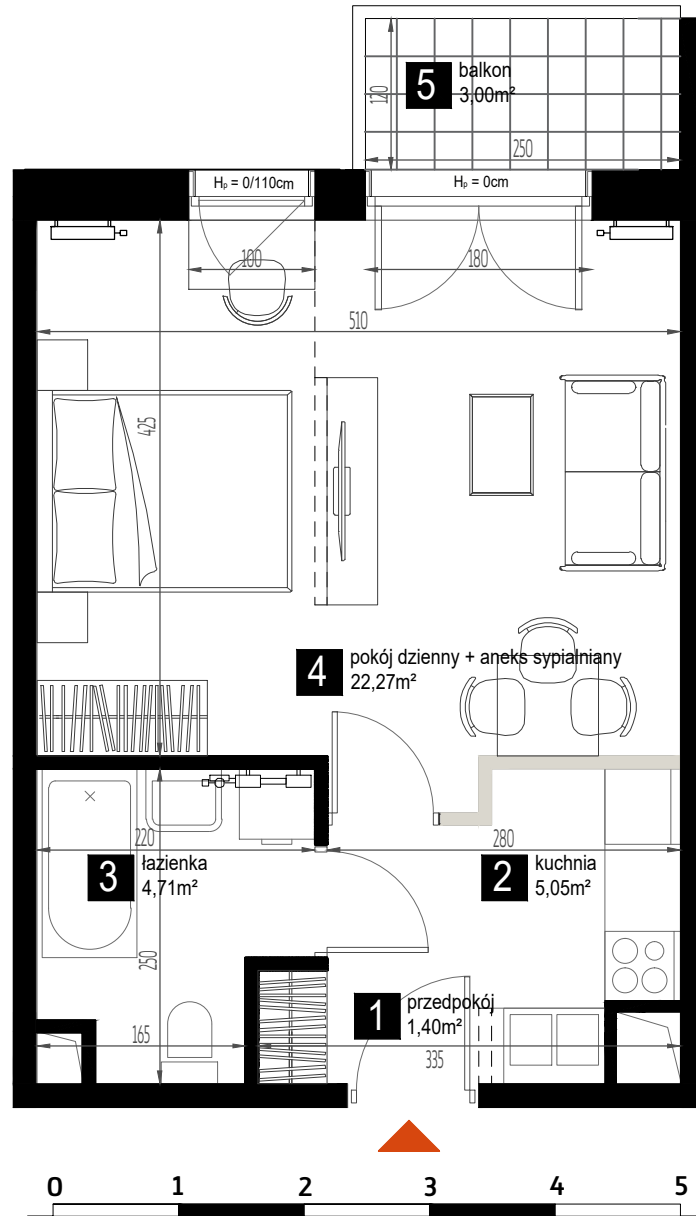 5 balkon
3,00m²
120
250
Hₚ = 0/110cm
Hₚ = 0cm
100
180
510
425
4 pokój dzienny + aneks sypialniany
22,27m²
220
280
3 łazienka
4,71m²
2 kuchnia
5,05m²
250
1 przedpokój
1,40m²
165
335
0 1 2 3 4 5